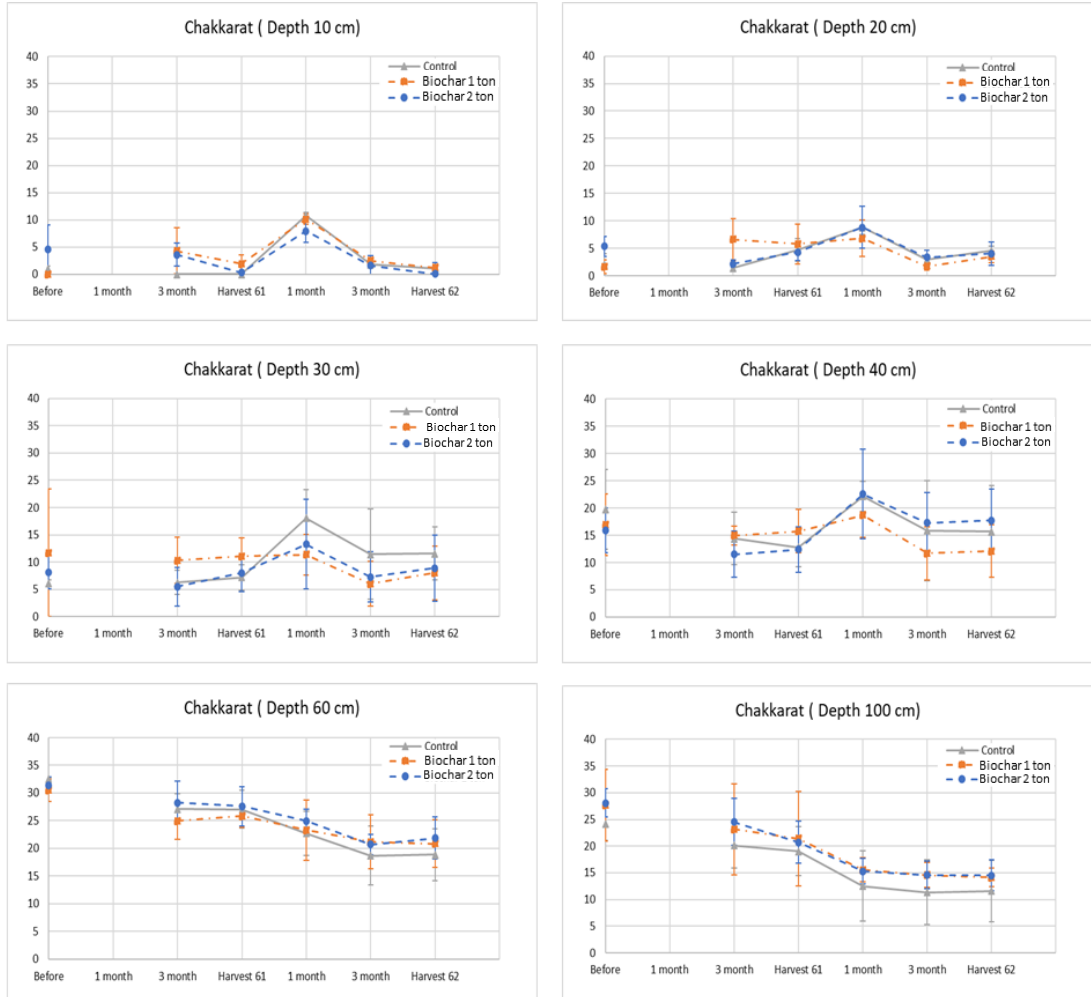 Chakkarat ( Depth 10 cm)
40
35
30
25
20
15
10
5
0
Control
Biochar 1 ton
Biochar 2 ton
Before 1 month 3 month Harvest 61 1 month 3 month Harvest 62
Chakkarat ( Depth 20 cm)
40
35
30
25
20
15
10
5
0
Control
Biochar 1 ton
Biochar 2 ton
Before 1 month 3 month Harvest 61 1 month 3 month Harvest 62
Chakkarat ( Depth 30 cm)
40
35
30
25
20
15
10
5
0
Control
Biochar 1 ton
Biochar 2 ton
Before 1 month 3 month Harvest 61 1 month 3 month Harvest 62
Chakkarat ( Depth 40 cm)
40
35
30
25
20
15
10
5
0
Control
Biochar 1 ton
Biochar 2 ton
Before 1 month 3 month Harvest 61 1 month 3 month Harvest 62
Chakkarat ( Depth 60 cm)
40
35
30
25
20
15
10
5
0
Control
Biochar 1 ton
Biochar 2 ton
Before 1 month 3 month Harvest 61 1 month 3 month Harvest 62
Chakkarat ( Depth 100 cm)
40
35
30
25
20
15
10
5
0
Control
Biochar 1 ton
Biochar 2 ton
Before 1 month 3 month Harvest 61 1 month 3 month Harvest 62